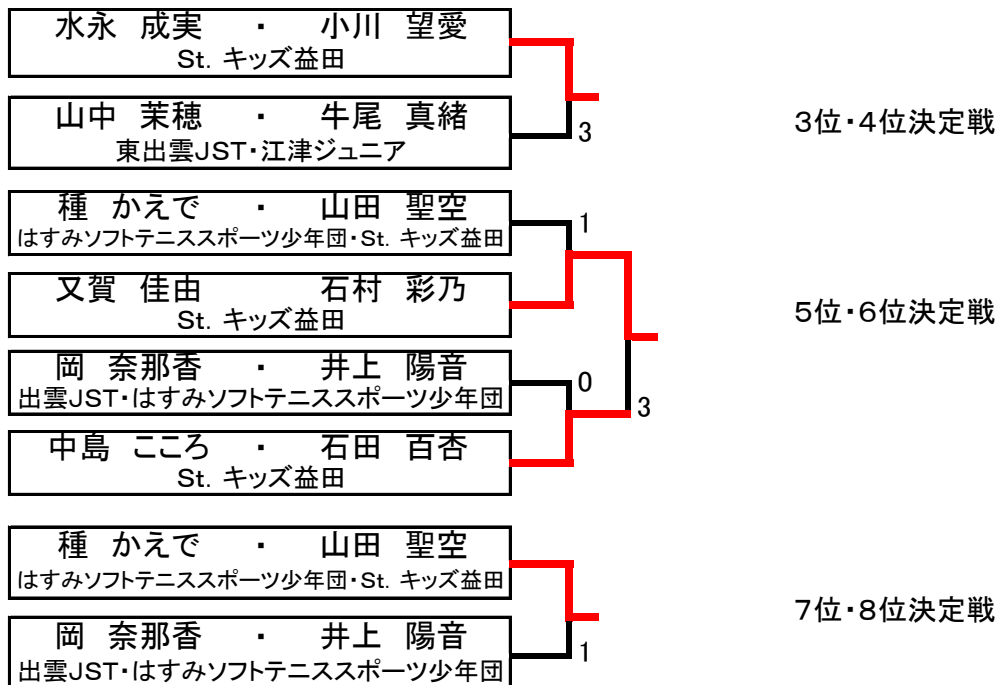 水永 成実 ・ 小川 望愛
St. キッズ益田
山中 茉穂 ・ 牛尾 真緒
東出雲JST・江津ジュニア
3
3位・4位決定戦
種 かえで ・ 山田 聖空
はすみソフトテニススポーツ少年団・St. キッズ益田
1
又賀 佳由 石村 彩乃
St. キッズ益田
5位・6位決定戦
岡 奈那香 ・ 井上 陽音
出雲JST・はすみソフトテニススポーツ少年団
0
3
中島 こころ ・ 石田 百杏
St. キッズ益田
種 かえで ・ 山田 聖空
はすみソフトテニススポーツ少年団・St. キッズ益田
7位・8位決定戦
岡 奈那香 ・ 井上 陽音
出雲JST・はすみソフトテニススポーツ少年団
1